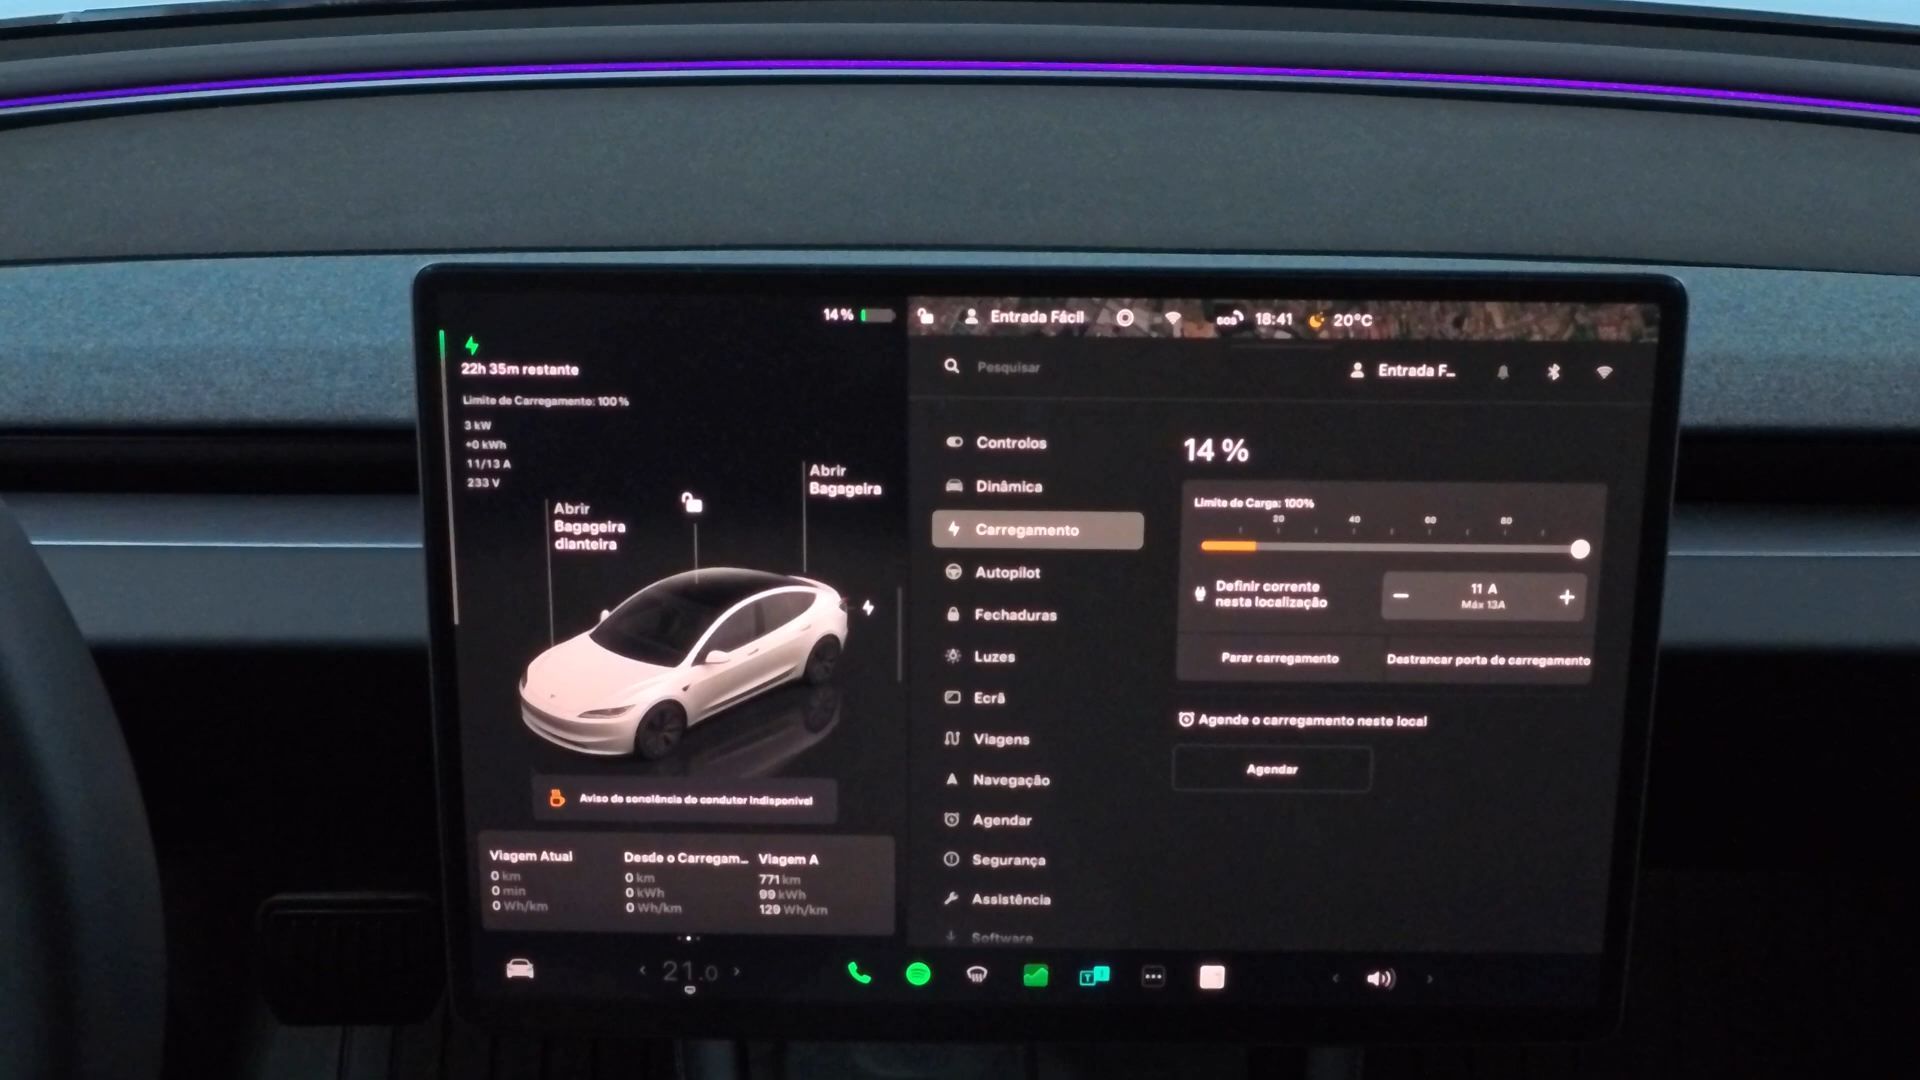 14 %
22h 35m restante
Limite de Carregamento: 100 %
3 kW
+0 kWh
11/13 A
233 V
Abrir
Bagageira
Abrir
Bagageira
dianteira
Aviso de sonolência do condutor indisponível
Viagem Atual
0 km
0 min
0 Wh/km
Desde o Carregam...
0 km
0 kWh
0 Wh/km
Viagem A
771 km
99 kWh
129 Wh/km
21.0
Entrada Fácil
SOS
18:41
20°C
Pesquisar
Entrada F...
Controlos
Dinâmica
Carregamento
Autopilot
Fechaduras
Luzes
Ecrã
Viagens
Navegação
Agendar
Segurança
Assistência
Software
14 %
Limite de Carga: 100%
20 40 60 80
Definir corrente
nesta localização
− 11 A +
Máx 13A
Parar carregamento
Destrancar porta de carregamento
Agende o carregamento neste local
Agendar